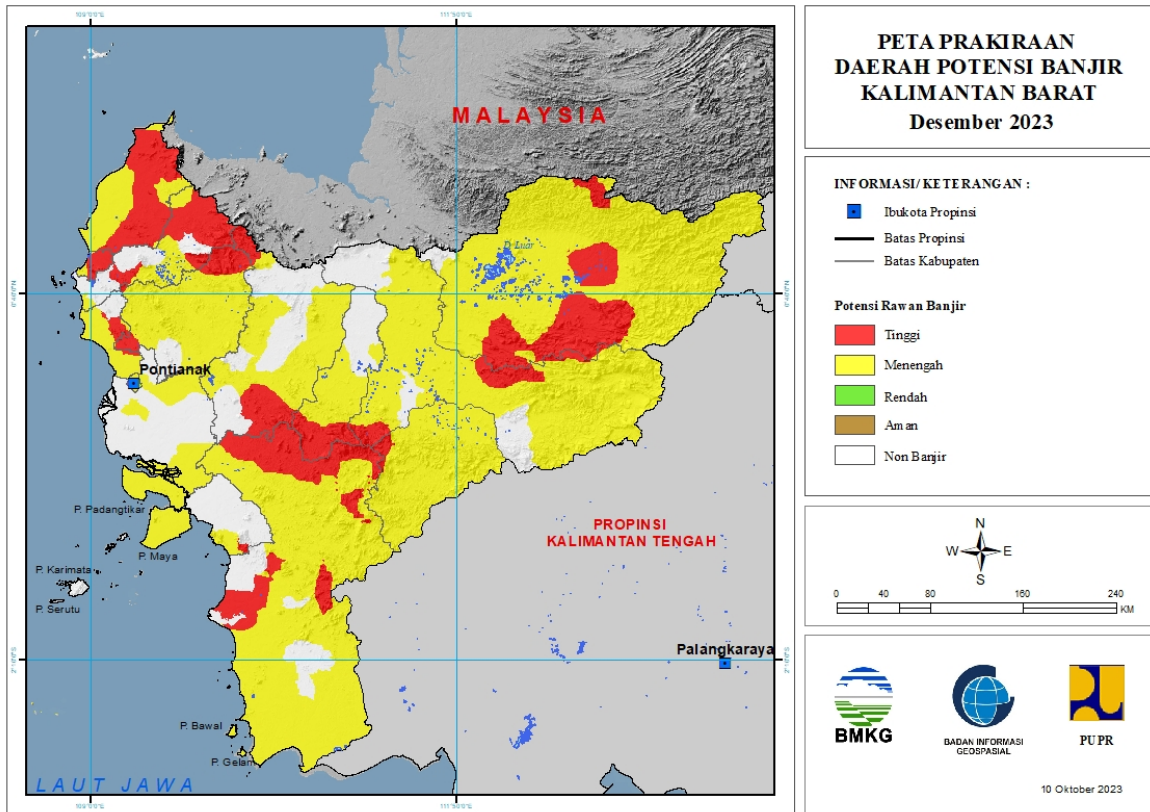 PETA PRAKIRAAN
DAERAH POTENSI BANJIR
KALIMANTAN BARAT
Desember 2023
INFORMASI/ KETERANGAN :
Ibukota Propinsi
Batas Propinsi
Batas Kabupaten
Potensi Rawan Banjir
Tinggi
Menengah
Rendah
Aman
Non Banjir
N
W E
S
0 40 80 160 240
KM
BMKG
BADAN INFORMASI
GEOSPASIAL
PUPR
10 Oktober 2023
MALAYSIA
D. Luar
Pontianak
P. Padangtikar
P. Maya
P. Karimata
P. Serutu
PROPINSI
KALIMANTAN TENGAH
Palangkaraya
P. Bawal
P. Gelam
LAUT JAWA